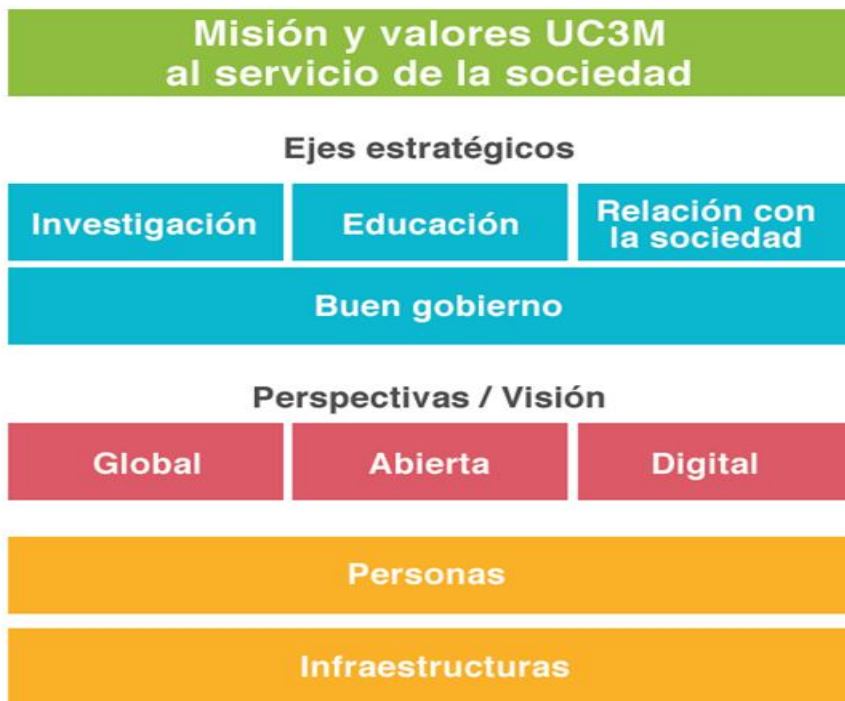 Misión y valores UC3M
al servicio de la sociedad
Ejes estratégicos
Investigación
Educación
Relación con
la sociedad
Buen gobierno
Perspectivas / Visión
Global
Abierta
Digital
Personas
Infraestructuras